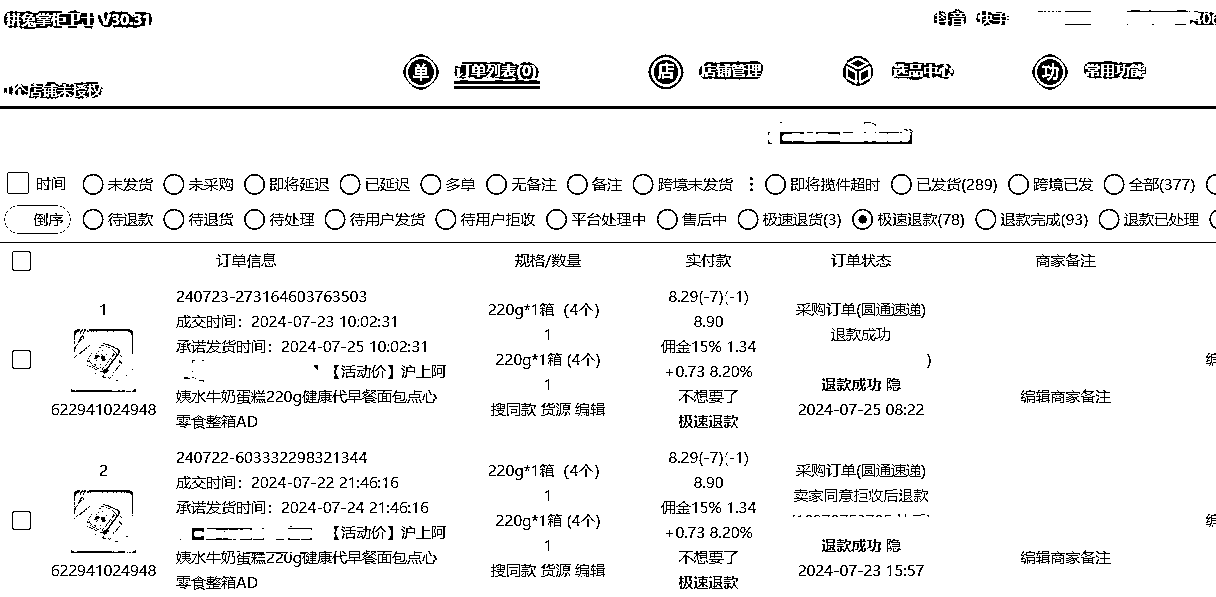 拼兔掌柜卫士 V30.31
抖音 快手
单 订单列表(0) 店 店铺管理 选品中心 功 常用功能
个店铺未授权
时间 未发货 未采购 即将延迟 已延迟 多单 无备注 备注 跨境未发货 即将揽件超时 已发货(289) 跨境已发 全部(377)
倒序 待退款 待退货 待处理 待用户发货 待用户拒收 平台处理中 售后中 极速退货(3) 极速退款(78) 退款完成(93) 退款已处理
订单信息 规格/数量 实付款 订单状态 商家备注
1
240723-273164603763503
成交时间：2024-07-23 10:02:31
承诺发货时间：2024-07-25 10:02:31
【活动价】沪上阿
姨水牛奶蛋糕220g健康代早餐面包点心
零食整箱AD
622941024948
220g*1箱 (4个)
1
220g*1箱 (4个)
1
搜同款 货源 编辑
8.29(-7)(-1)
8.90
佣金15% 1.34
+0.73 8.20%
不想要了
极速退款
采购订单(圆通速递)
退款成功
)
退款成功 隐
2024-07-25 08:22
编辑商家备注
编
2
240722-603332298321344
成交时间：2024-07-22 21:46:16
承诺发货时间：2024-07-24 21:46:16
【活动价】沪上阿
姨水牛奶蛋糕220g健康代早餐面包点心
零食整箱AD
622941024948
220g*1箱 (4个)
1
220g*1箱 (4个)
1
搜同款 货源 编辑
8.29(-7)(-1)
8.90
佣金15% 1.34
+0.73 8.20%
不想要了
极速退款
采购订单(圆通速递)
卖家同意拒收后退款
退款成功 隐
2024-07-23 15:57
编辑商家备注
编